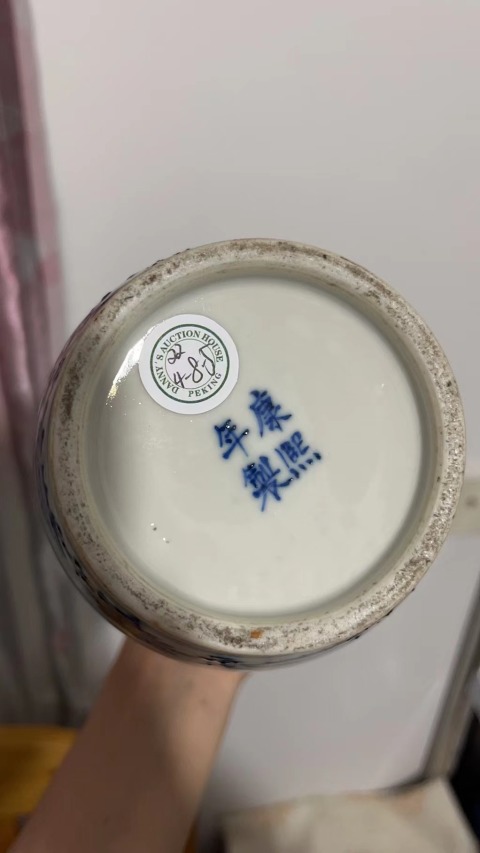 康熙
年製
DANNY'S AUCTION HOUSE
PEKING
22